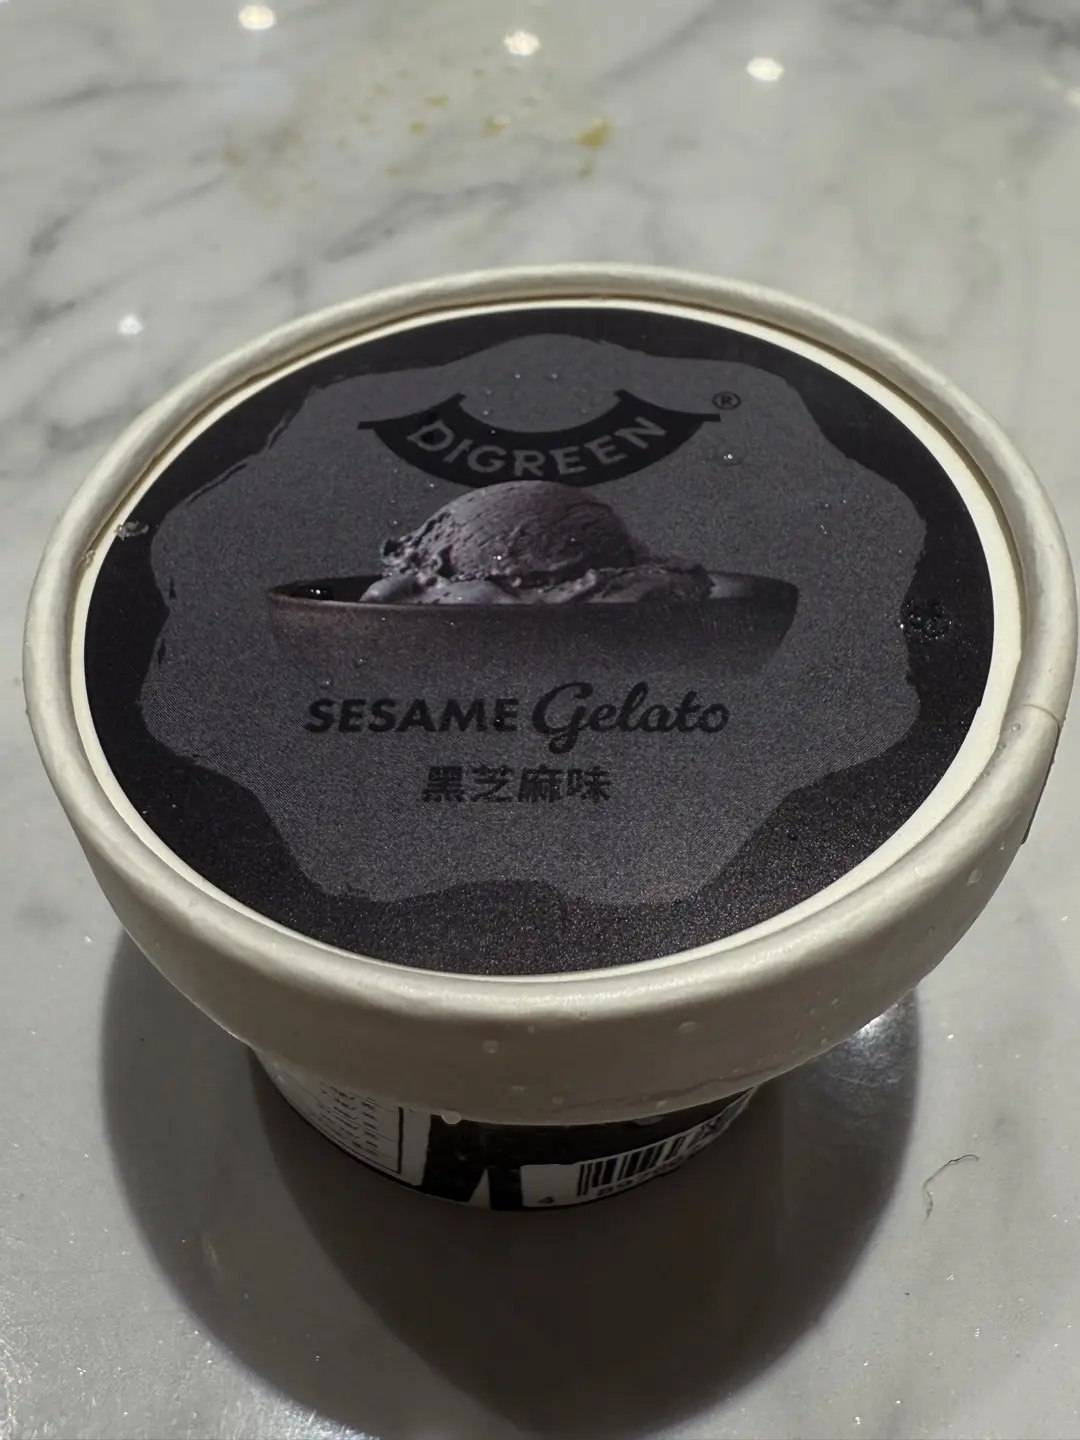 DIGREEN®
SESAME Gelato
黑芝麻味